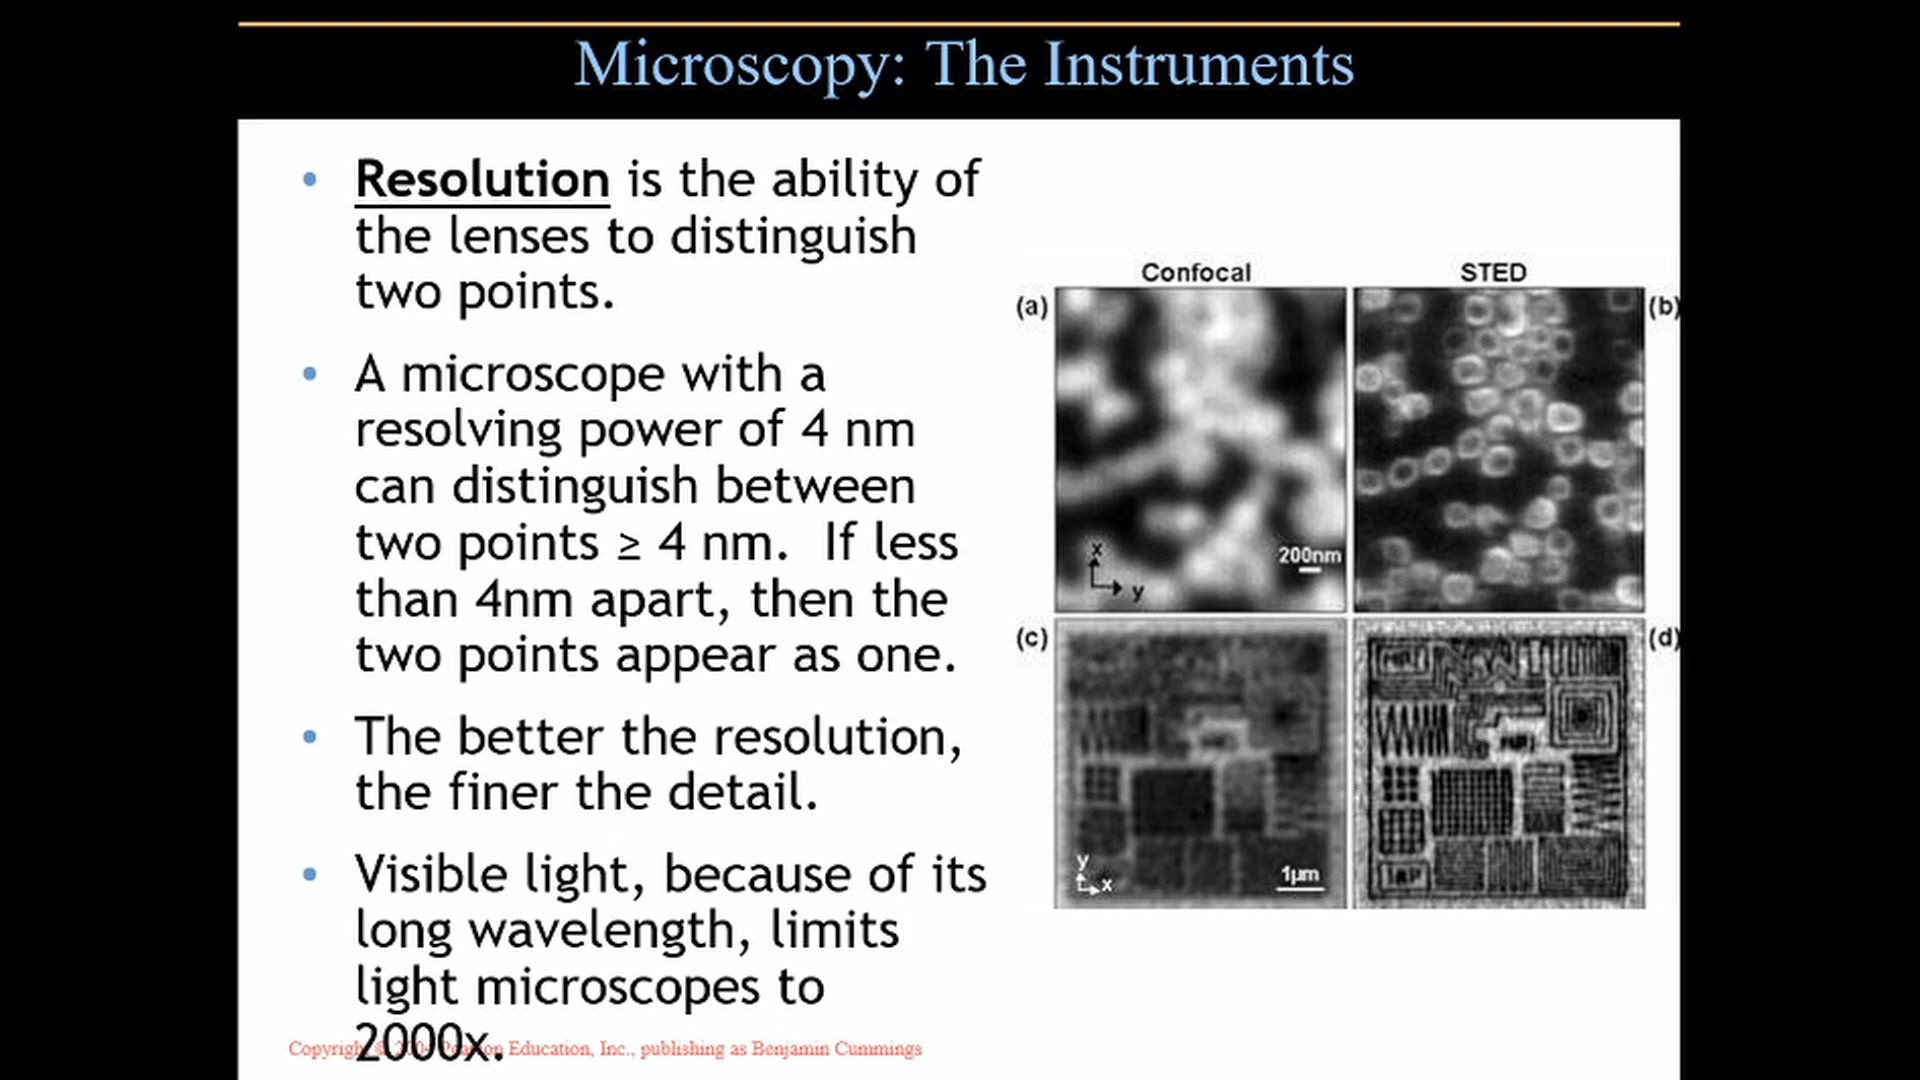 Microscopy: The Instruments
• Resolution is the ability of
the lenses to distinguish
two points.
• A microscope with a
resolving power of 4 nm
can distinguish between
two points ≥ 4 nm.  If less
than 4nm apart, then the
two points appear as one.
• The better the resolution,
the finer the detail.
• Visible light, because of its
long wavelength, limits
light microscopes to
2000x.
Confocal
STED
(a)
(b)
x
y
200nm
(c)
(d)
y
x
1µm
Copyright © Pearson Education, Inc., publishing as Benjamin Cummings